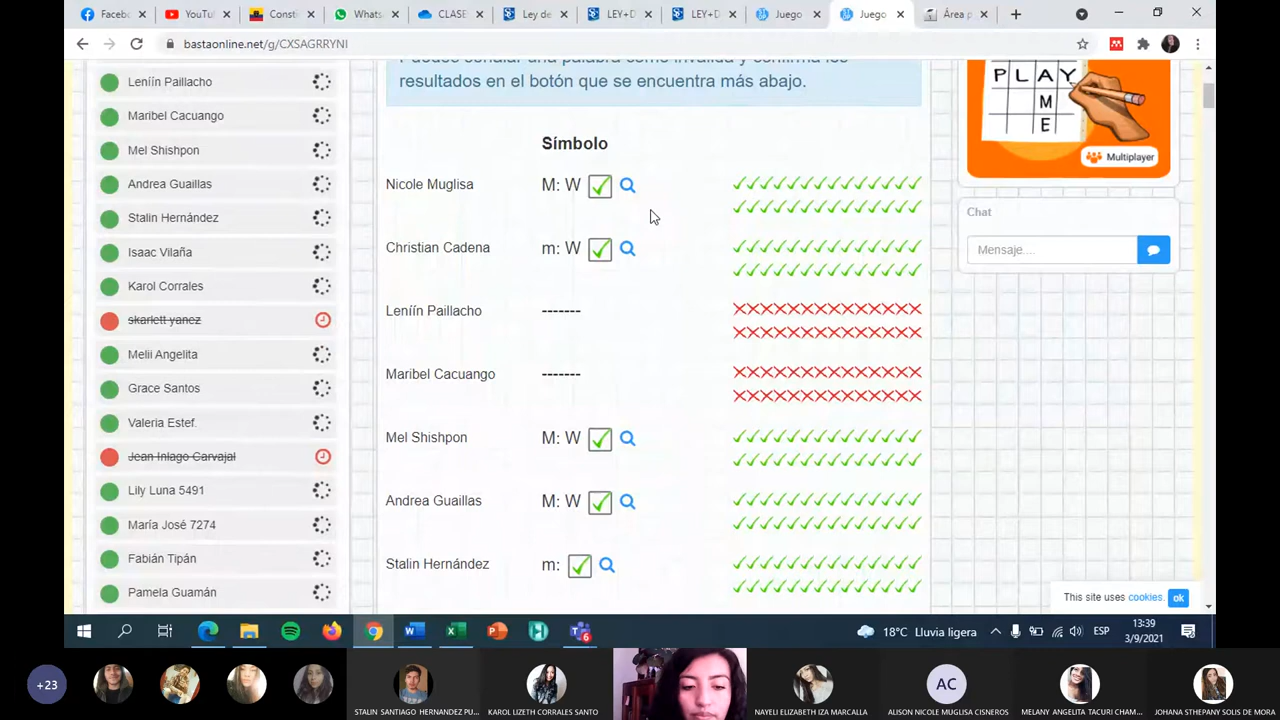 Facebo
YouTu
Const
Whats
CLASE
Ley de
LEY+D
LEY+D
Juego
Juego
Área p
bastaonline.net/g/CXSAGRRYNI
resultados en el botón que se encuentra más abajo.
Leniín Paillacho
Maribel Cacuango
Mel Shishpon
Andrea Guaillas
Stalin Hernández
Isaac Vilaña
Karol Corrales
skarlett yanez
Melii Angelita
Grace Santos
Valeria Estef.
Jean Inlago Carvajal
Lily Luna 5491
María José 7274
Fabián Tipán
Pamela Guamán
Símbolo
Nicole Muglisa M: W
Christian Cadena m: W
Leniín Paillacho -------
Maribel Cacuango -------
Mel Shishpon M: W
Andrea Guaillas M: W
Stalin Hernández m:
PLAY
M
E
Multiplayer
Chat
Mensaje....
This site uses cookies. ok
18°C Lluvia ligera
ESP
13:39
3/9/2021
6
+23
STALIN SANTIAGO HERNANDEZ PU...
KAROL LIZETH CORRALES SANTO
NAYELI ELIZABETH IZA MARCALLA
AC
ALISON NICOLE MUGLISA CISNEROS
MELANY ANGELITA TACURI CHAM...
JOHANA STHEPANY SOLIS DE MORA